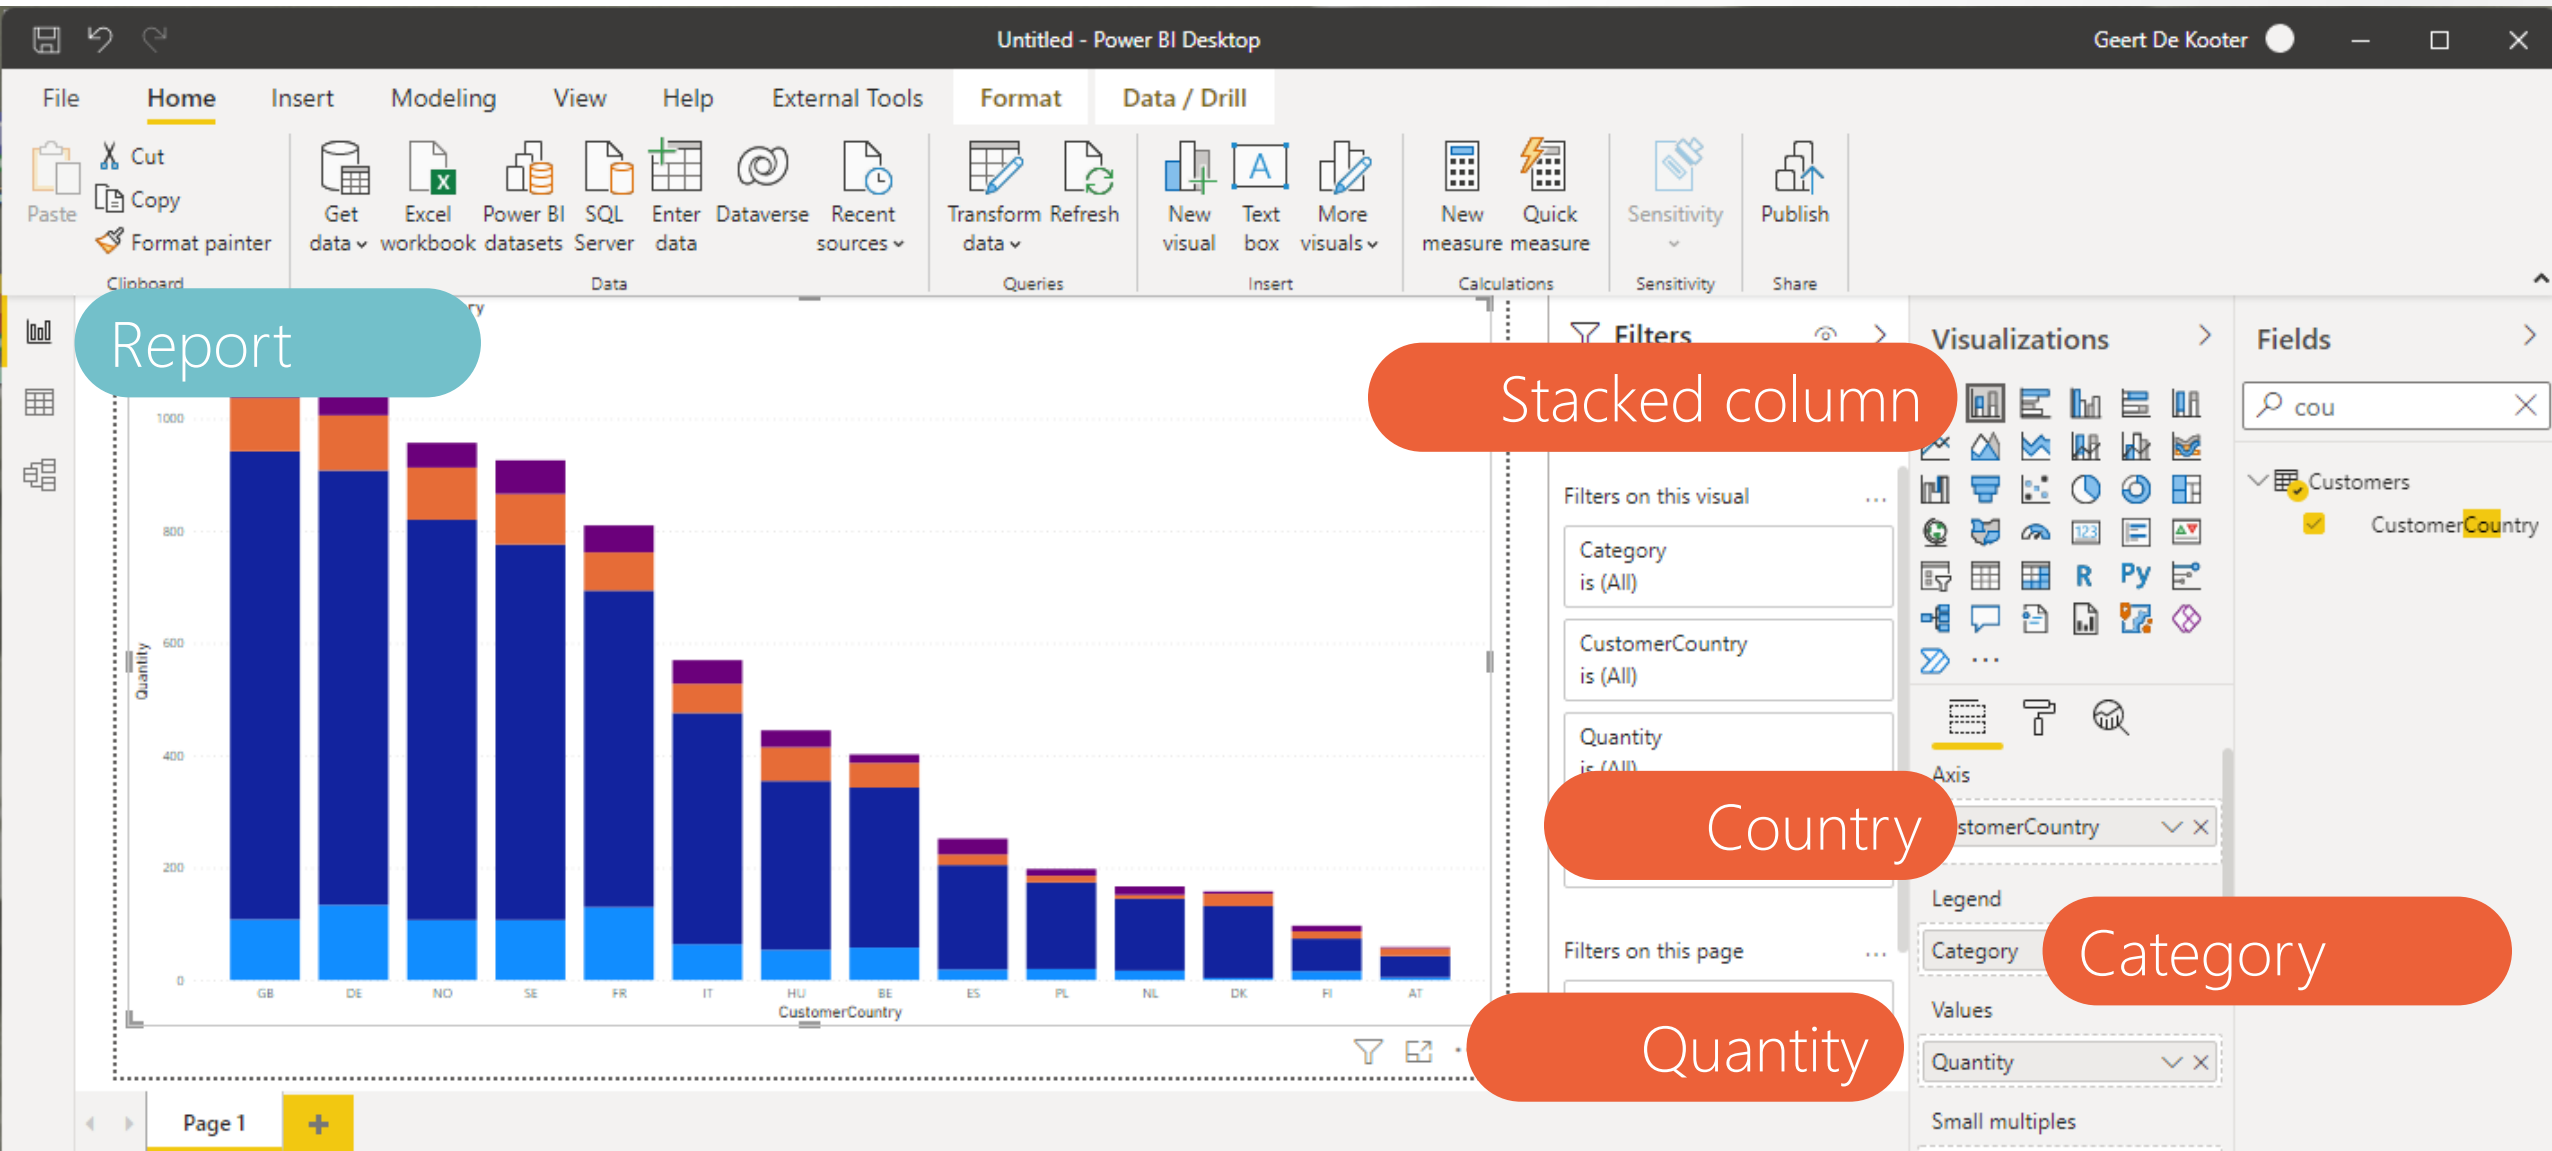 Untitled - Power BI Desktop
Geert De Kooter
File Home Insert Modeling View Help External Tools Format Data / Drill
Paste
Cut
Copy
Format painter
Clipboard
Get data
Excel workbook
Power BI datasets
SQL Server
Enter data
Dataverse
Recent sources
Data
Transform data
Refresh
Queries
New visual
Text box
More visuals
Insert
New measure
Quick measure
Calculations
Sensitivity
Sensitivity
Publish
Share
Report
ry
1000
800
600
400
200
0
Quantity
GB DE NO SE FR IT HU BE ES PL NL DK FI AT
CustomerCountry
Page 1
Filters
Stacked column
Filters on this visual
Category
is (All)
CustomerCountry
is (All)
Quantity
is (All)
Country
Filters on this page
Quantity
Visualizations
123
R Py
Axis
stomerCountry
Legend
Category
Category
Values
Quantity
Small multiples
Fields
cou
Customers
CustomerCountry